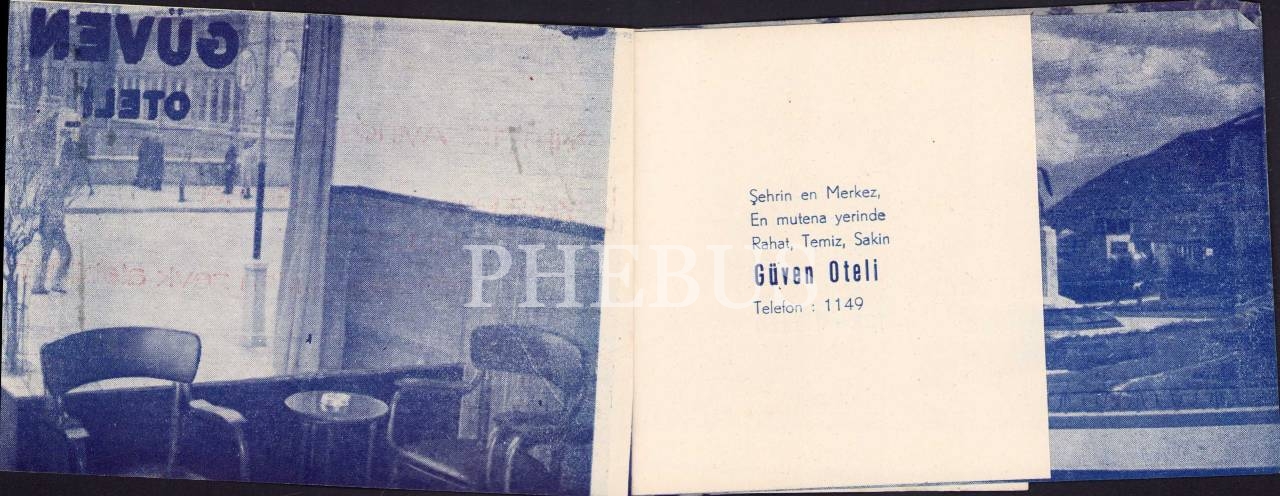 GÜVEN
OTELİ
Şehrin en Merkez,
En mutena yerinde
Rahat, Temiz, Sakin
Güven Oteli
Telefon : 1149
PHEBUS